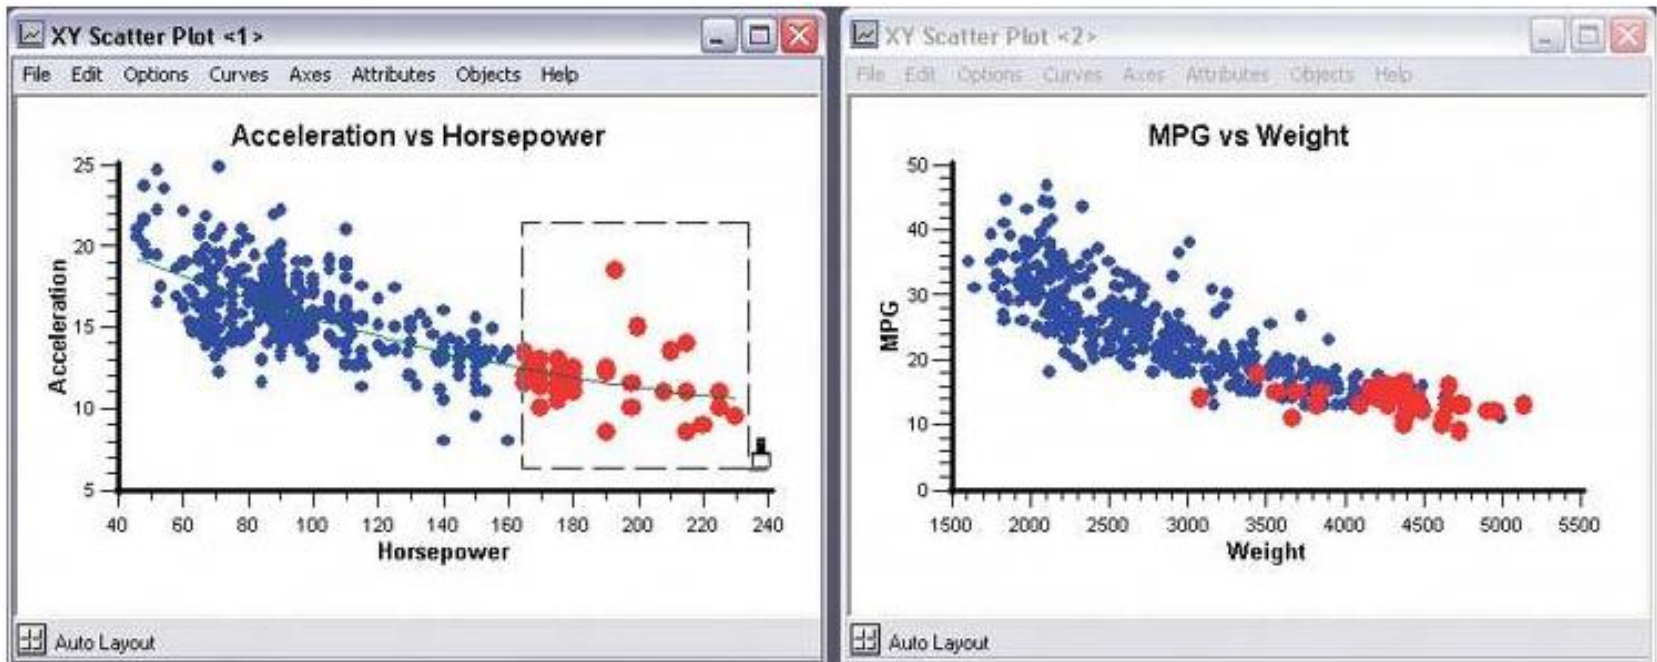 XY Scatter Plot <1>
File Edit Options Curves Axes Attributes Objects Help
Acceleration vs Horsepower
25
20
15
10
5
Acceleration
40 60 80 100 120 140 160 180 200 220 240
Horsepower
Auto Layout
XY Scatter Plot <2>
File Edit Options Curves Axes Attributes Objects Help
MPG vs Weight
50
40
30
20
10
0
MPG
1500 2000 2500 3000 3500 4000 4500 5000 5500
Weight
Auto Layout